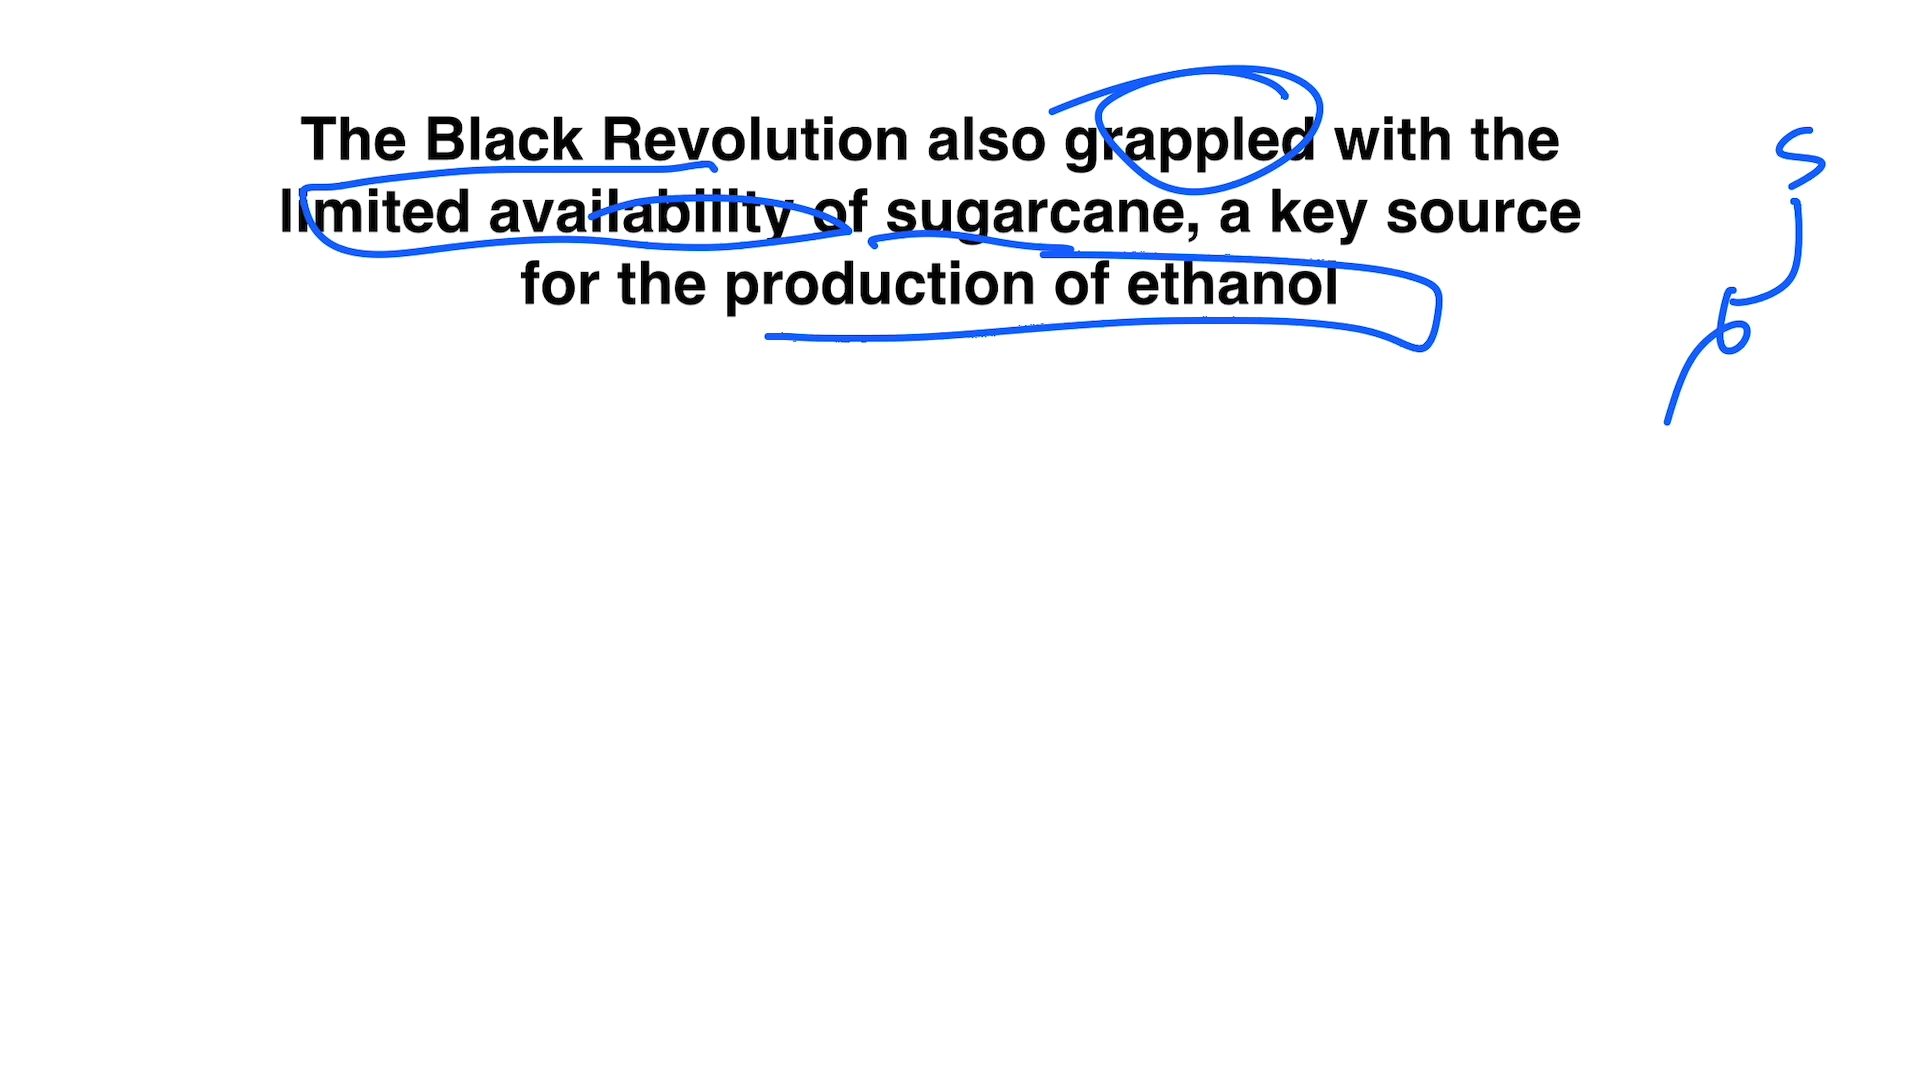 The Black Revolution also grappled with the
limited availability of sugarcane, a key source
for the production of ethanol